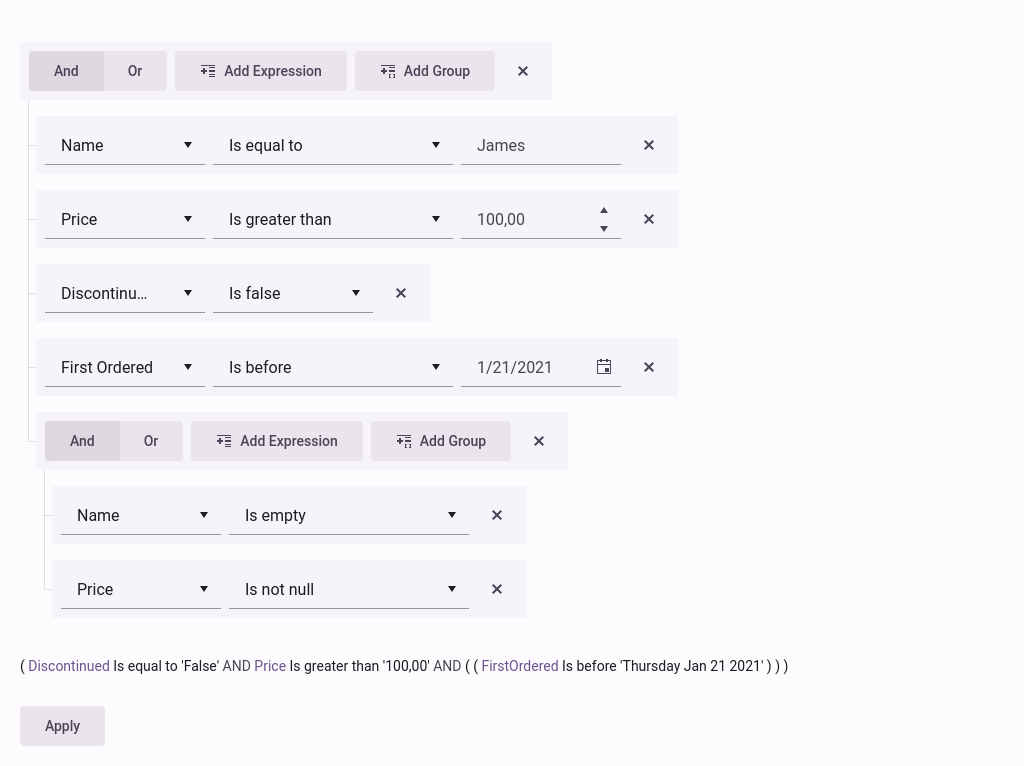 And Or Add Expression Add Group
Name Is equal to James
Price Is greater than 100,00
Discontinu... Is false
First Ordered Is before 1/21/2021
And Or Add Expression Add Group
Name Is empty
Price Is not null
( Discontinued Is equal to 'False' AND Price Is greater than '100,00' AND ( ( FirstOrdered Is before 'Thursday Jan 21 2021' ) ) )
Apply